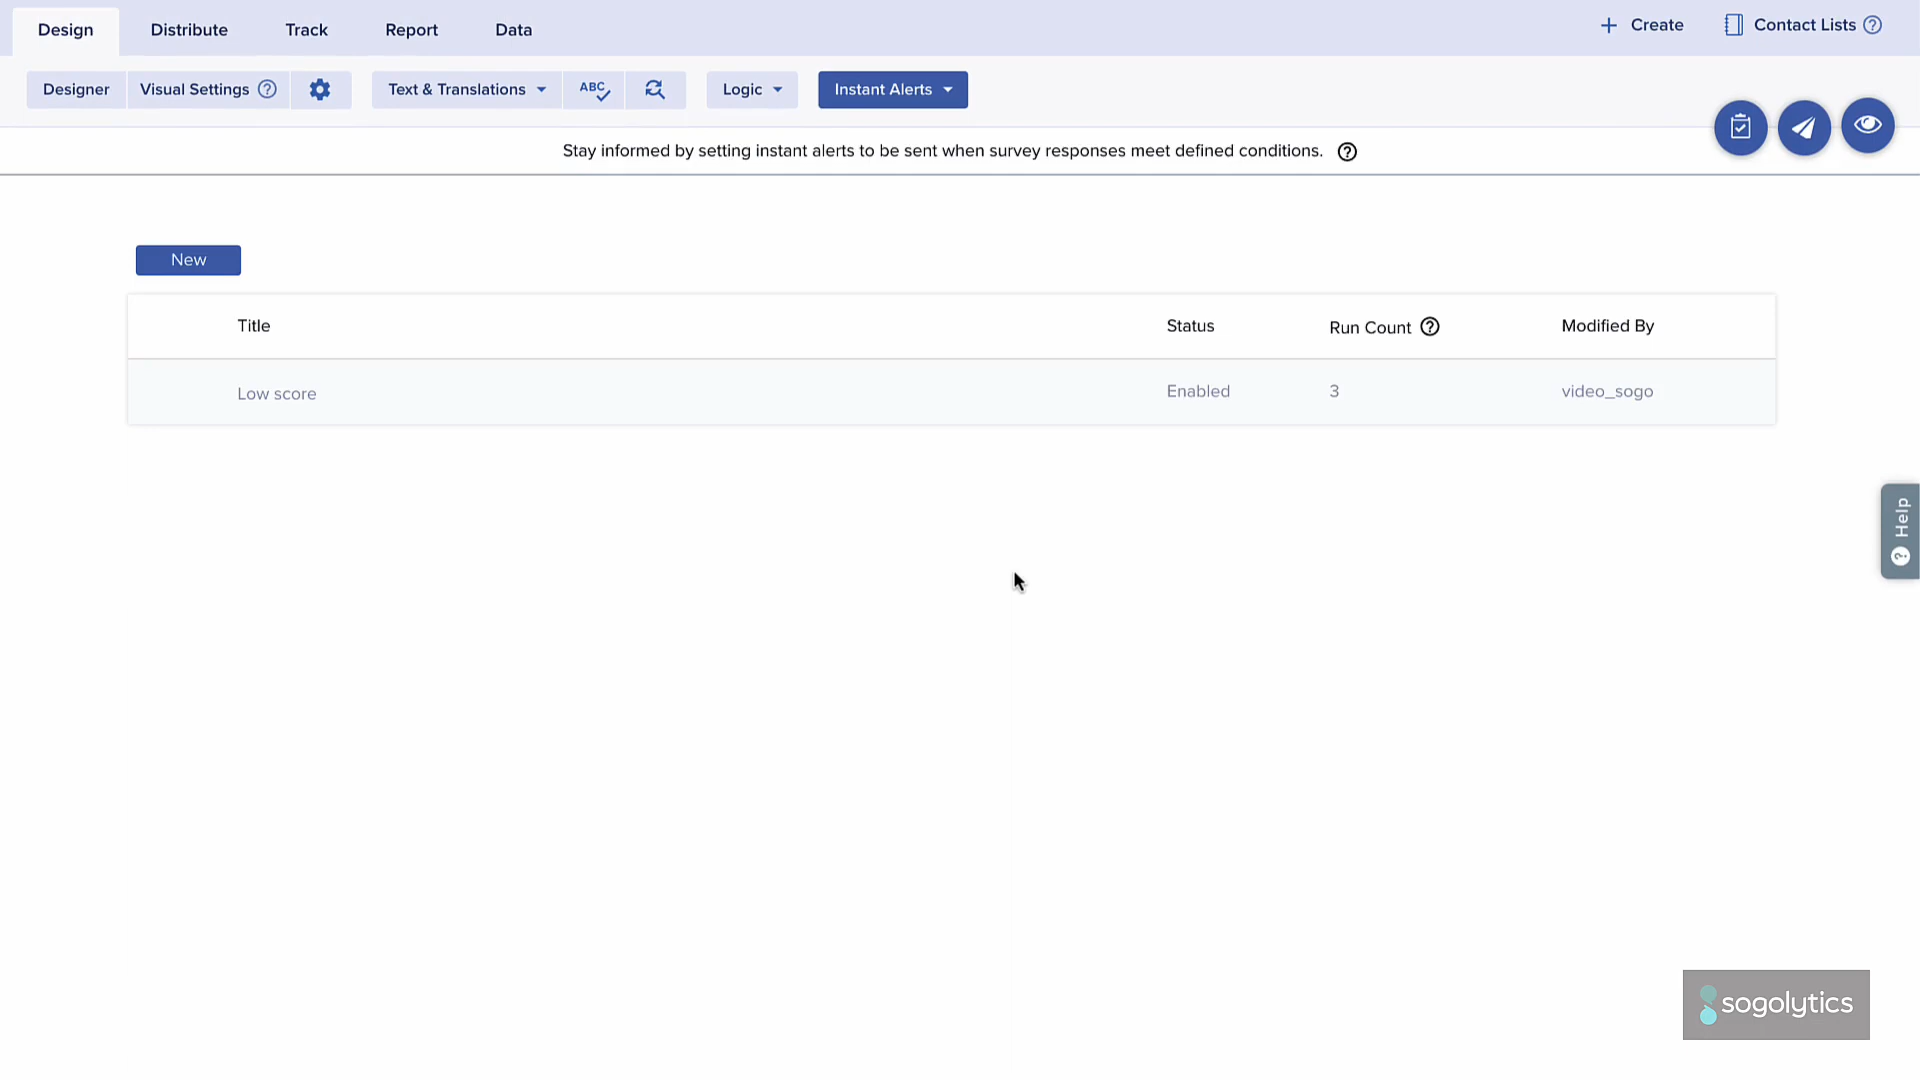 Design Distribute Track Report Data Create Contact Lists
Designer Visual Settings Text & Translations ABC Logic Instant Alerts
Stay informed by setting instant alerts to be sent when survey responses meet defined conditions.
New
Title Status Run Count Modified By
Low score Enabled 3 video_sogo
Help
sogolytics